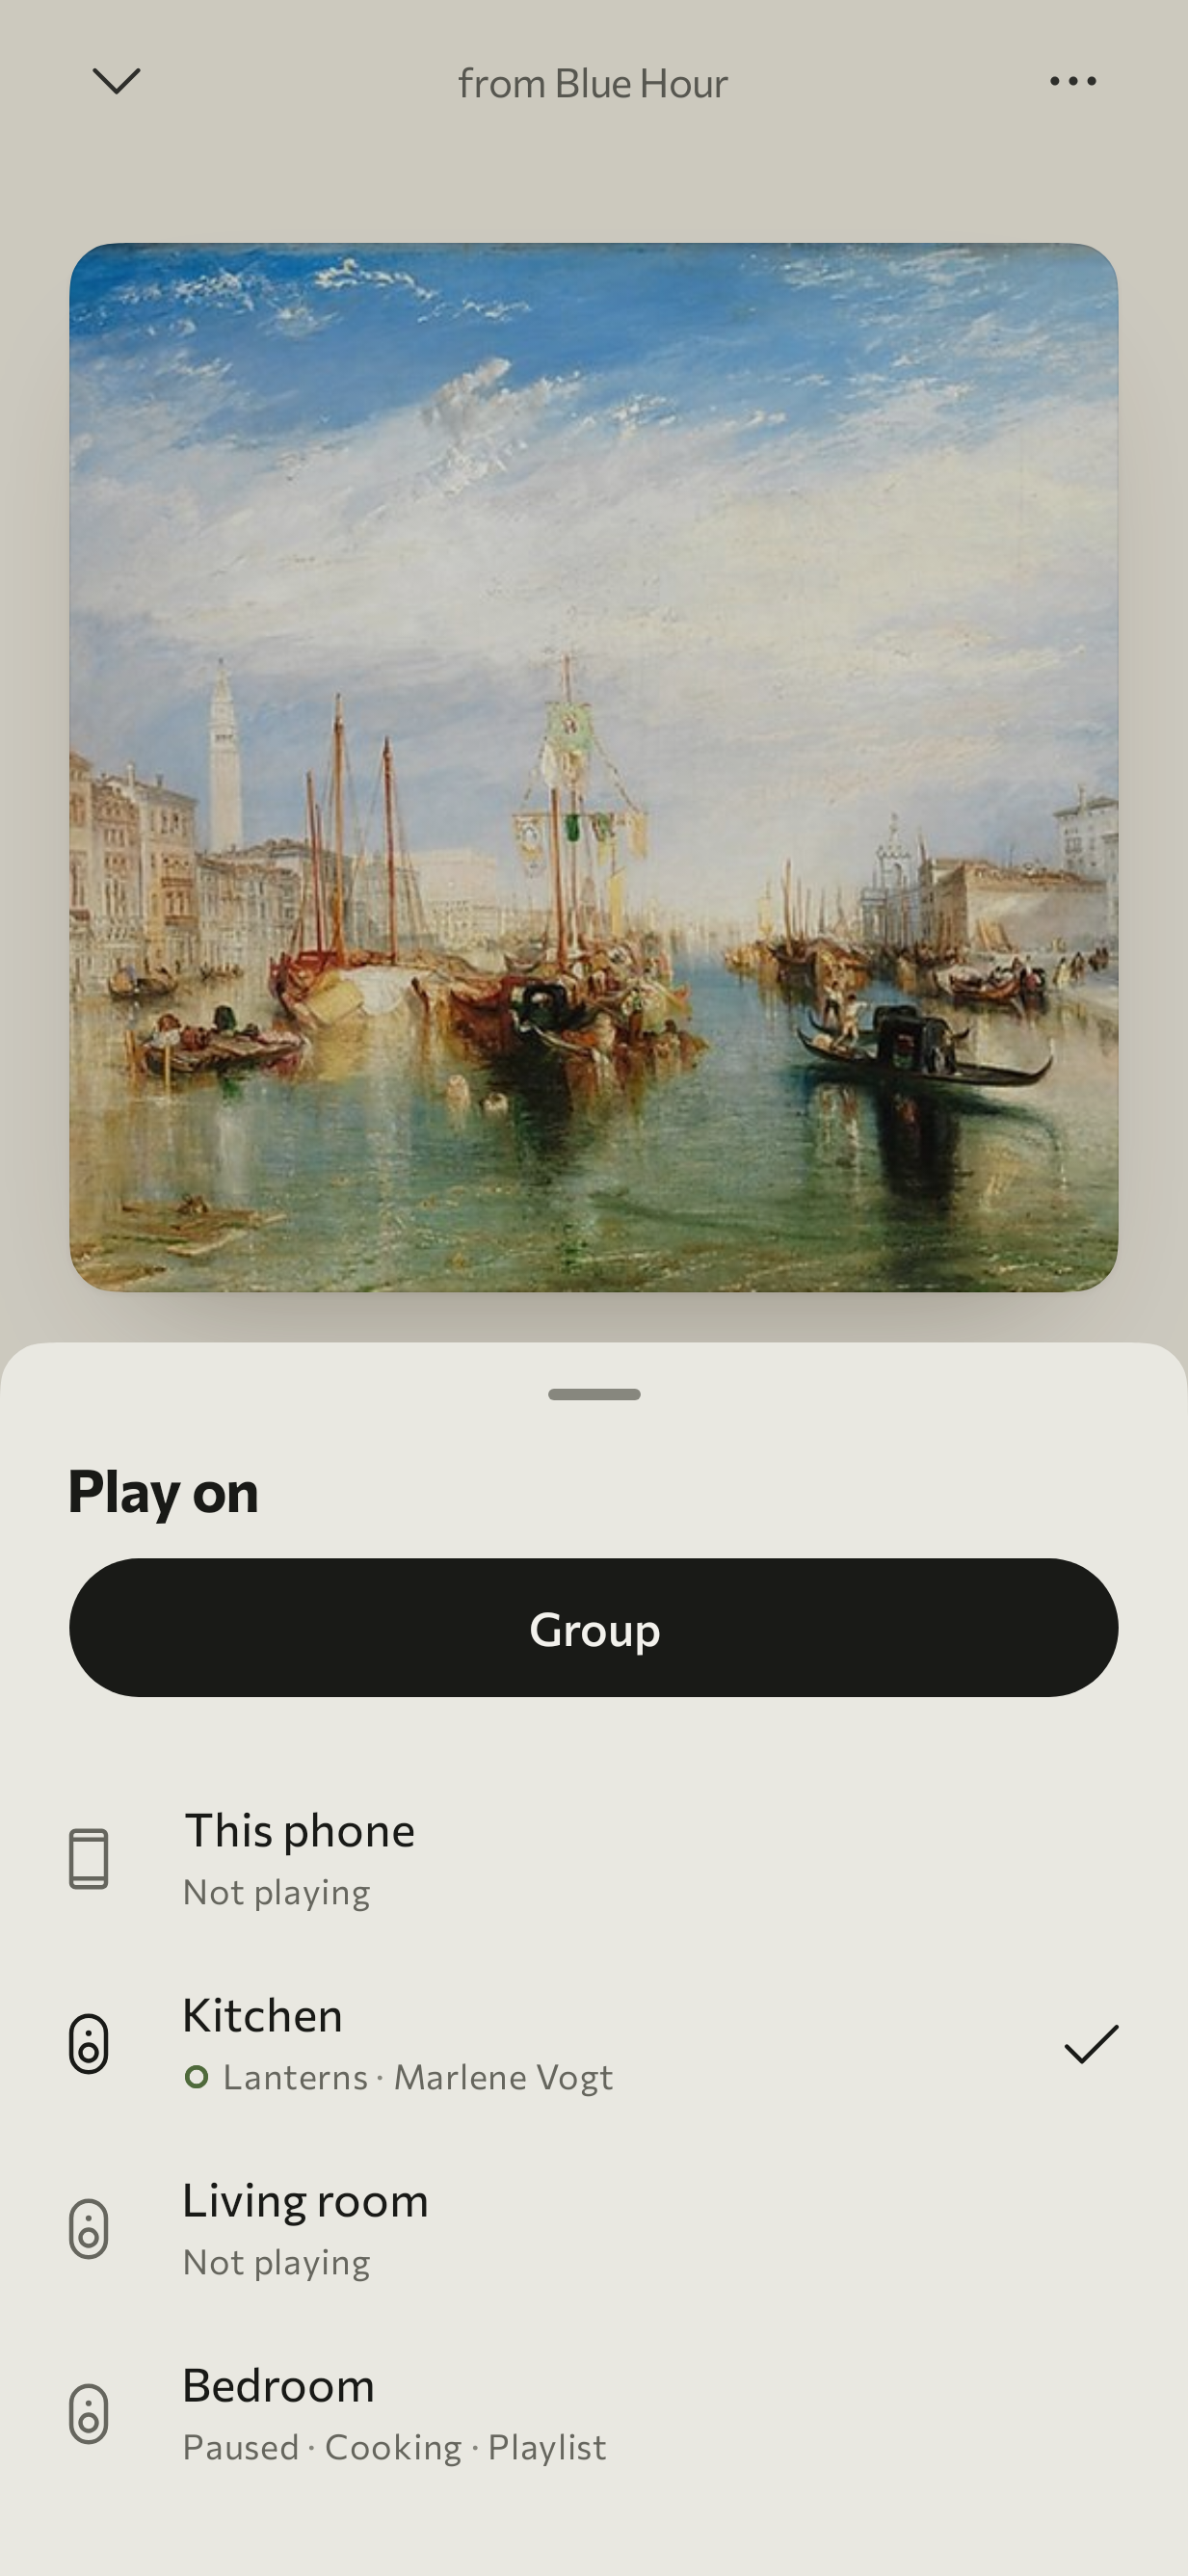 from Blue Hour
Play on
Group
This phone
Not playing
Kitchen
Lanterns · Marlene Vogt
Living room
Not playing
Bedroom
Paused · Cooking · Playlist